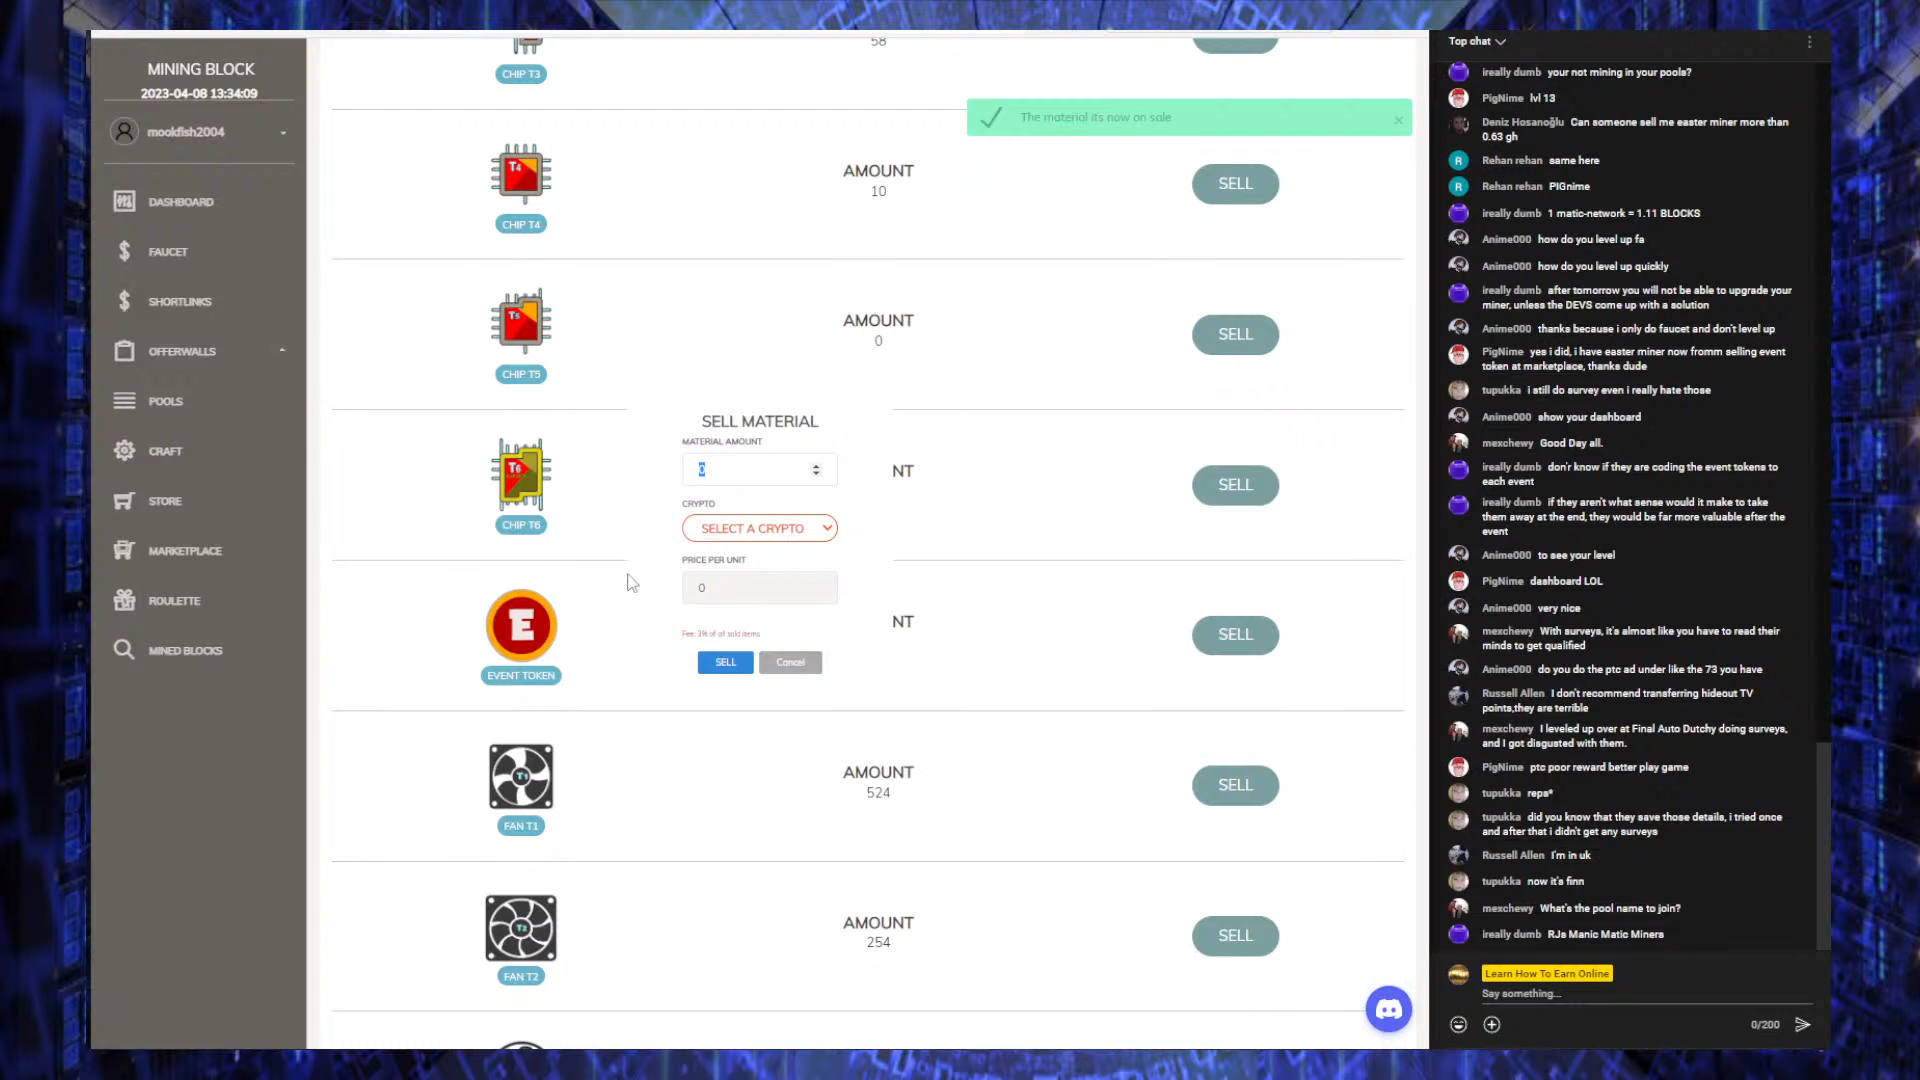 MINING BLOCK
2023-04-08 13:34:09
mookfish2004
DASHBOARD
FAUCET
SHORTLINKS
OFFERWALLS
POOLS
CRAFT
STORE
MARKETPLACE
ROULETTE
MINED BLOCKS
58
CHIP T3
The material its now on sale
T4
CHIP T4
AMOUNT
10
SELL
T5
CHIP T5
AMOUNT
0
SELL
T6
CHIP T6
NT
SELL
SELL MATERIAL
MATERIAL AMOUNT
0
CRYPTO
SELECT A CRYPTO
PRICE PER UNIT
0
Fee: 3% of all sold items
SELL
Cancel
E
EVENT TOKEN
NT
SELL
T1
FAN T1
AMOUNT
524
SELL
T2
FAN T2
AMOUNT
254
SELL
Top chat
ireally dumb your not mining in your pools?
PigNime lvl 13
Deniz Hosanoğlu Can someone sell me easter miner more than
0.63 gh
R Rehan rehan same here
R Rehan rehan PIGnime
ireally dumb 1 matic-network = 1.11 BLOCKS
Anime000 how do you level up fa
Anime000 how do you level up quickly
ireally dumb after tomorrow you will not be able to upgrade your
miner, unless the DEVS come up with a solution
Anime000 thanks because i only do faucet and don't level up
PigNime yes i did, i have easter miner now fromm selling event
token at marketplace, thanks dude
tupukka i still do survey even i really hate those
Anime000 show your dashboard
mexchewy Good Day all.
ireally dumb don'r know if they are coding the event tokens to
each event
ireally dumb if they aren't what sense would it make to take
them away at the end, they would be far more valuable after the
event
Anime000 to see your level
PigNime dashboard LOL
Anime000 very nice
mexchewy With surveys, it's almost like you have to read their
minds to get qualified
Anime000 do you do the ptc ad under like the 73 you have
Russell Allen I don't recommend transferring hideout TV
points,they are terrible
mexchewy I leveled up over at Final Auto Dutchy doing surveys,
and I got disgusted with them.
PigNime ptc poor reward better play game
tupukka reps*
tupukka did you know that they save those details, i tried once
and after that i didn't get any surveys
Russell Allen I'm in uk
tupukka now it's finn
mexchewy What's the pool name to join?
ireally dumb RJs Manic Matic Miners
Learn How To Earn Online
Say something...
0/200